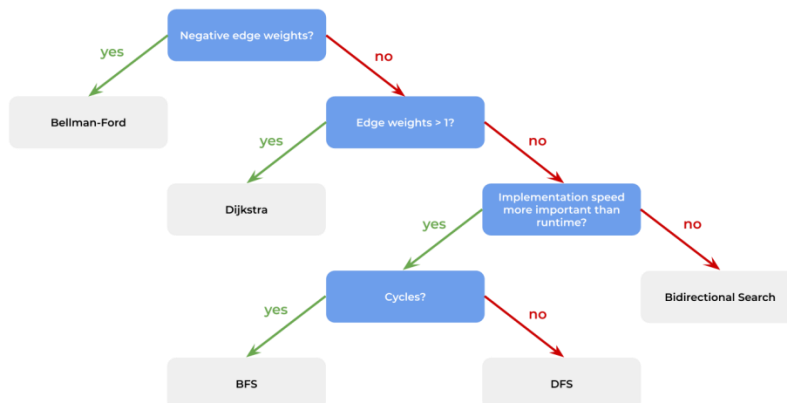 Negative edge weights?
yes
no
Bellman-Ford
Edge weights > 1?
yes
no
Dijkstra
Implementation speed
more important than
runtime?
yes
no
Cycles?
Bidirectional Search
yes
no
BFS
DFS